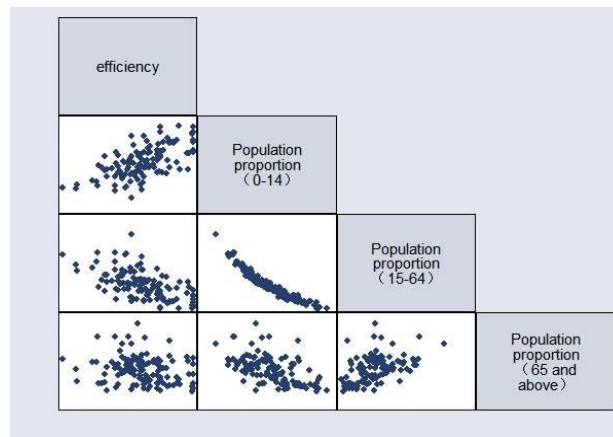 efficiency
Population
proportion
（0-14）
Population
proportion
（15-64）
Population
proportion
（65 and
above）